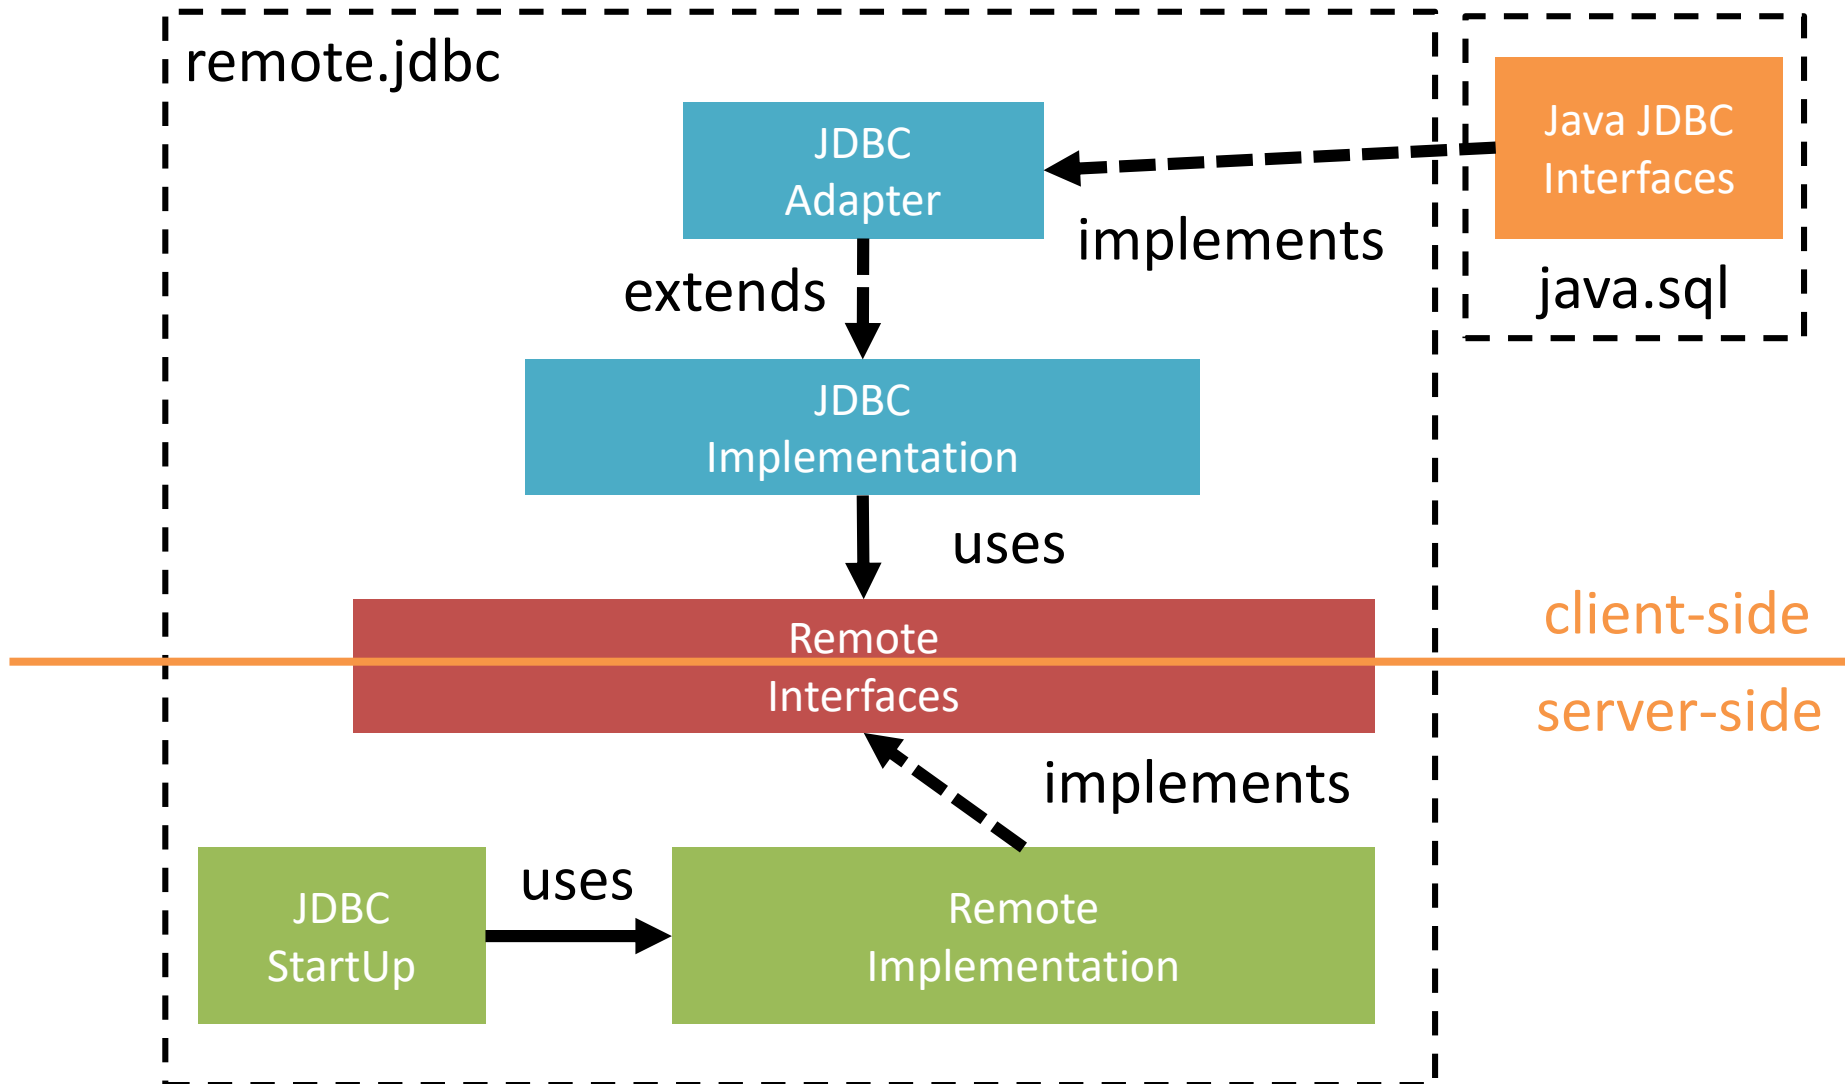 remote.jdbc
JDBC
Adapter
Java JDBC
Interfaces
implements
java.sql
extends
JDBC
Implementation
uses
Remote
Interfaces
client-side
server-side
implements
uses
JDBC
StartUp
Remote
Implementation